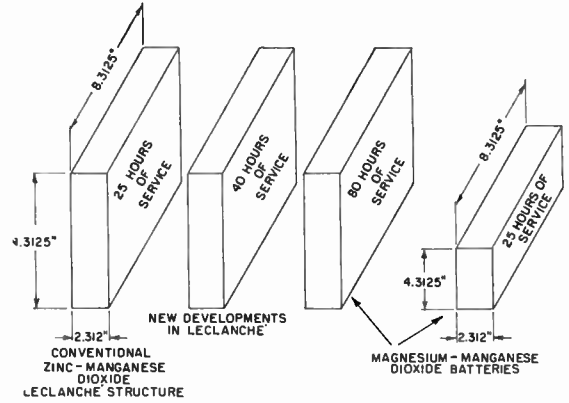 8.3125"
25 HOURS
OF
SERVICE
40 HOURS
OF
SERVICE
80 HOURS
OF
SERVICE
8.3125"
25 HOURS OF
SERVICE
4.3125"
4.3125"
2.312"
2.312"
NEW DEVELOPMENTS
IN LECLANCHE'
CONVENTIONAL
ZINC-MANGANESE
DIOXIDE
LECLANCHE' STRUCTURE
MAGNESIUM-MANGANESE
DIOXIDE BATTERIES